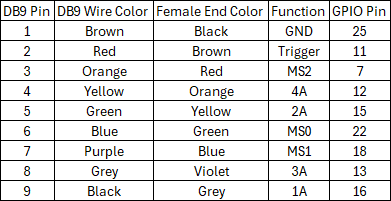 DB9 Pin DB9 Wire Color Female End Color Function GPIO Pin
1 Brown Black GND 25
2 Red Brown Trigger 11
3 Orange Red MS2 7
4 Yellow Orange 4A 12
5 Green Yellow 2A 15
6 Blue Green MS0 22
7 Purple Blue MS1 18
8 Grey Violet 3A 13
9 Black Grey 1A 16